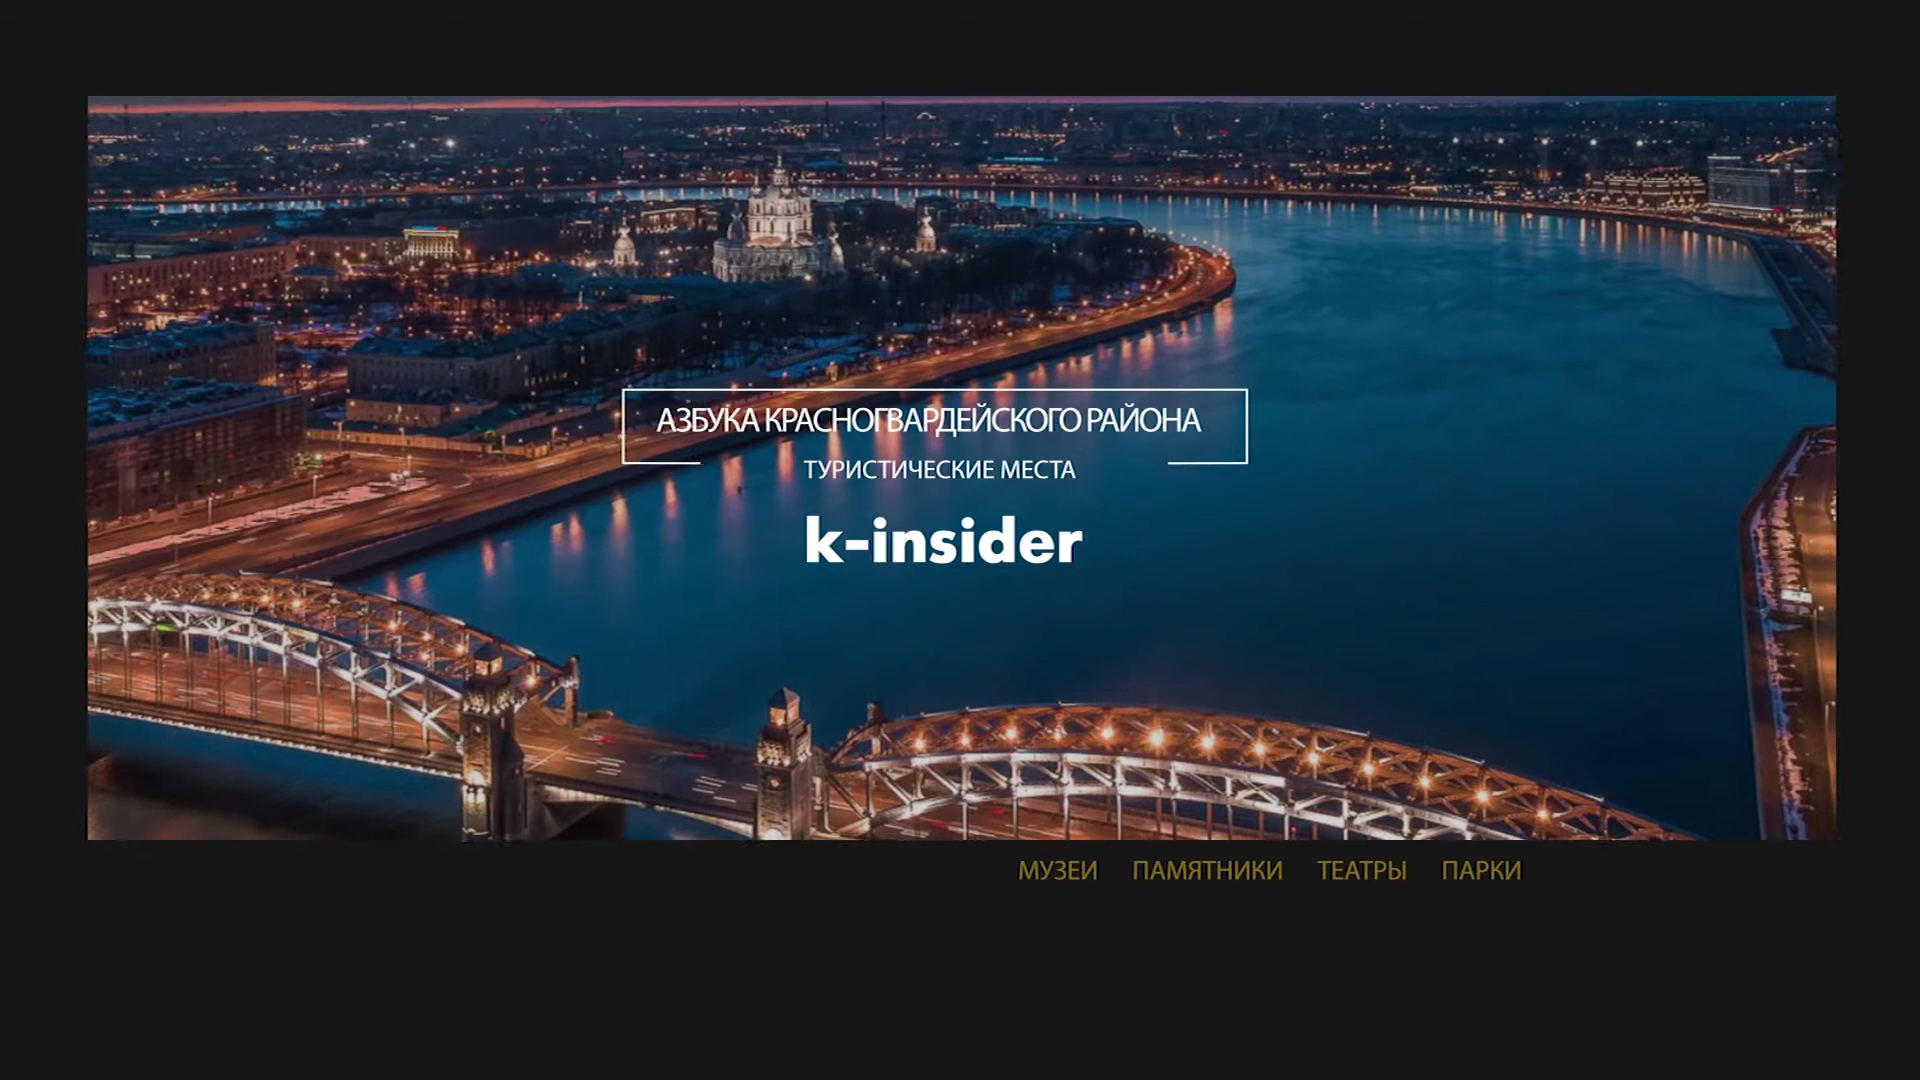 АЗБУКА КРАСНОГВАРДЕЙСКОГО РАЙОНА
ТУРИСТИЧЕСКИЕ МЕСТА
k-insider
МУЗЕИ ПАМЯТНИКИ ТЕАТРЫ ПАРКИ